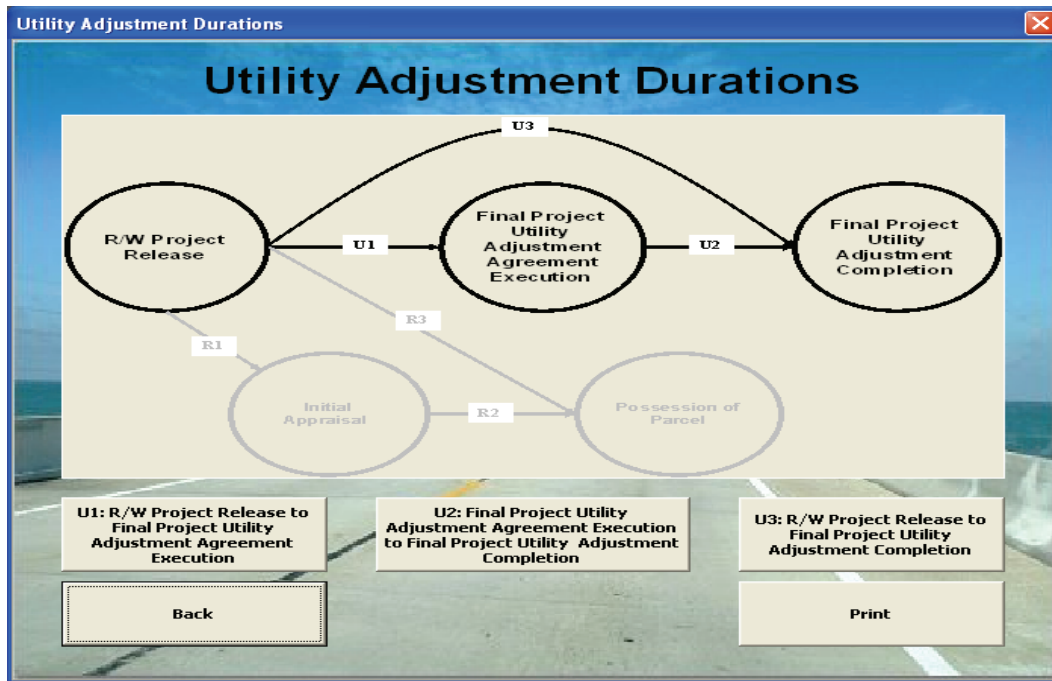 Utility Adjustment Durations
Utility Adjustment Durations
U3
R/W Project
Release
U1
Final Project
Utility
Adjustment
Agreement
Execution
U2
Final Project
Utility
Adjustment
Completion
R1
R3
Initial
Appraisal
R2
Possession of
Parcel
U1: R/W Project Release to
Final Project Utility
Adjustment Agreement
Execution
U2: Final Project Utility
Adjustment Agreement Execution
to Final Project Utility Adjustment
Completion
U3: R/W Project Release to
Final Project Utility
Adjustment Completion
Back
Print